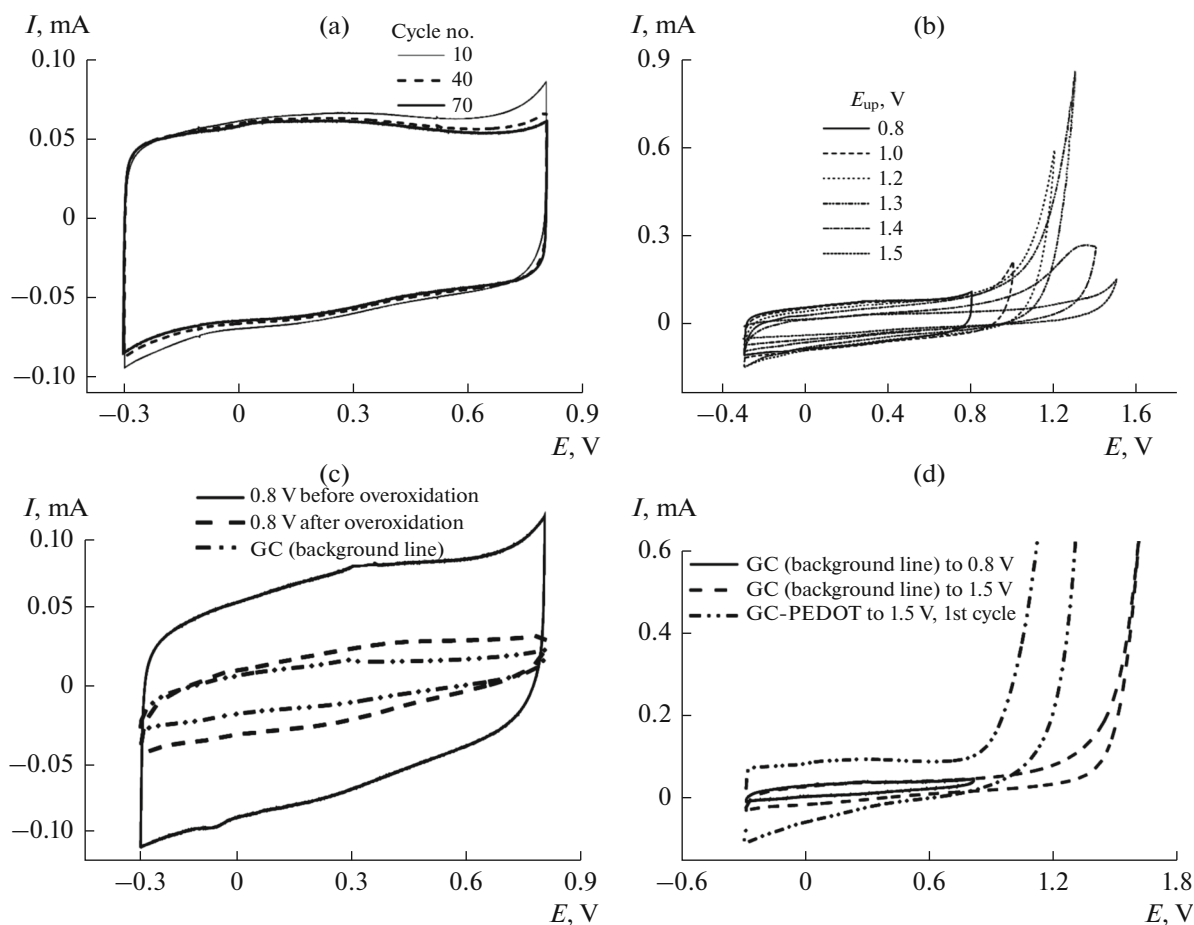 I, mA
(a)
Cycle no.
10
40
70
0.10
0.05
0
−0.05
−0.10
−0.3
0
0.3
0.6
0.9
E, V
I, mA
(b)
0.9
0.6
0.3
0
Eup, V
0.8
1.0
1.2
1.3
1.4
1.5
−0.4
0
0.4
0.8
1.2
1.6
E, V
(c)
I, mA
0.8 V before overoxidation
0.8 V after overoxidation
GC (background line)
0.10
0.05
0
−0.05
−0.10
−0.3
0
0.3
0.6
0.9
E, V
(d)
I, mA
0.6
0.4
0.2
0
GC (background line) to 0.8 V
GC (background line) to 1.5 V
GC-PEDOT to 1.5 V, 1st cycle
−0.6
0
0.6
1.2
1.8
E, V